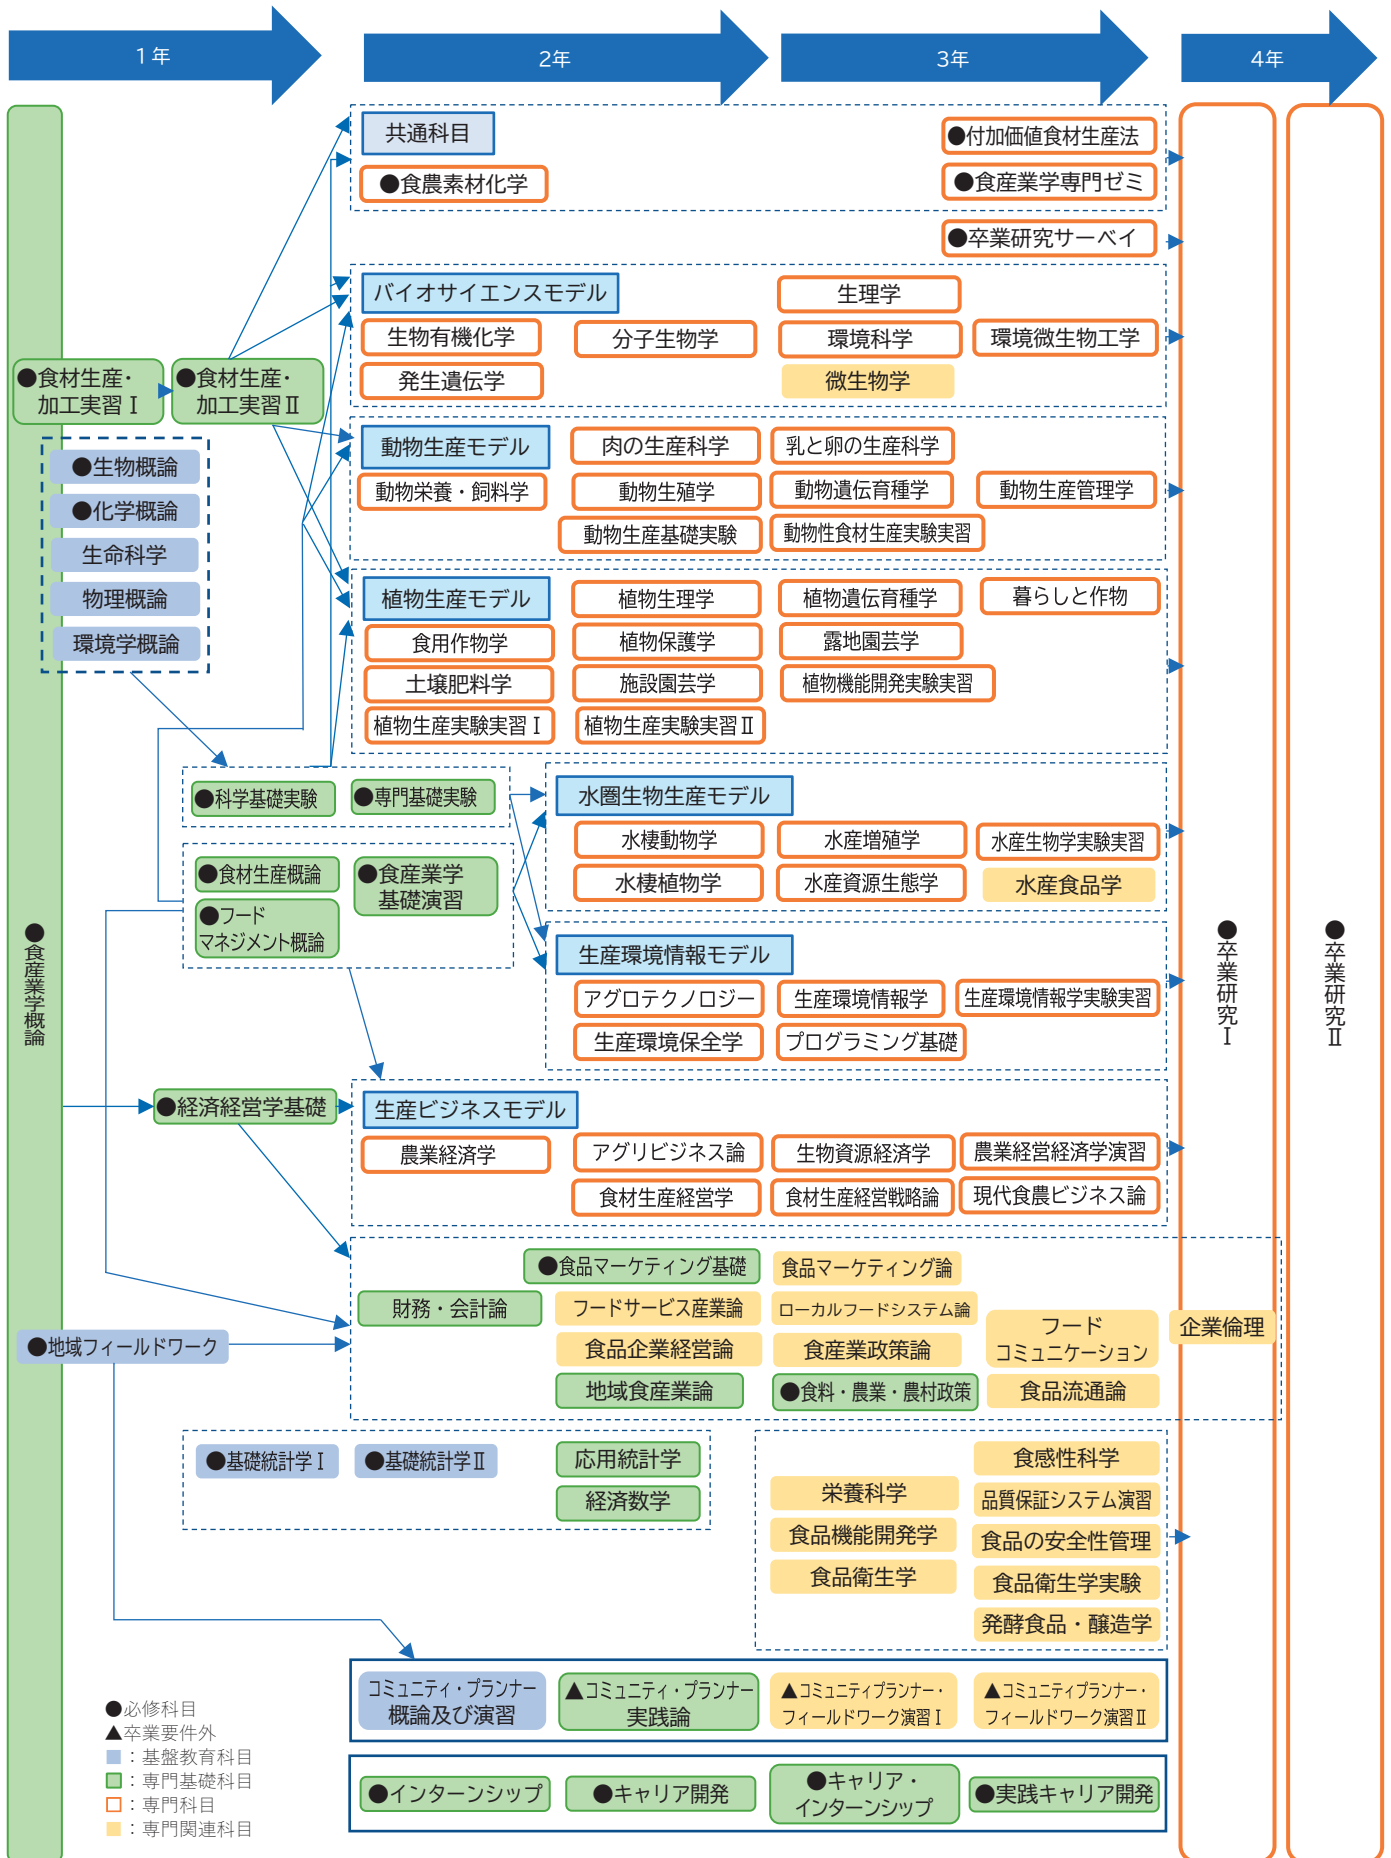 1年
2年
3年
4年
共通科目
●付加価値食材生産法
●食農素材化学
●食産業学専門ゼミ
●卒業研究サーベイ
バイオサイエンスモデル
生理学
生物有機化学
分子生物学
環境科学
環境微生物工学
発生遺伝学
微生物学
●食材生産・
加工実習Ⅰ
●食材生産・
加工実習Ⅱ
●生物概論
●化学概論
生命科学
物理概論
環境学概論
動物生産モデル
肉の生産科学
乳と卵の生産科学
動物栄養・飼料学
動物生殖学
動物遺伝育種学
動物生産管理学
動物生産基礎実験
動物性食材生産実験実習
植物生産モデル
植物生理学
植物遺伝育種学
暮らしと作物
食用作物学
植物保護学
露地園芸学
土壌肥料学
施設園芸学
植物機能開発実験実習
植物生産実験実習Ⅰ
植物生産実験実習Ⅱ
●科学基礎実験
●専門基礎実験
水圏生物生産モデル
水棲動物学
水産増殖学
水産生物学実験実習
水棲植物学
水産資源生態学
水産食品学
●食材生産概論
●食産業学
基礎演習
●フード
マネジメント概論
生産環境情報モデル
アグロテクノロジー
生産環境情報学
生産環境情報学実験実習
生産環境保全学
プログラミング基礎
●食産業学概論
●卒業研究Ⅰ
●卒業研究Ⅱ
●経済経営学基礎
生産ビジネスモデル
農業経済学
アグリビジネス論
生物資源経済学
農業経営経済学演習
食材生産経営学
食材生産経営戦略論
現代食農ビジネス論
●食品マーケティング基礎
食品マーケティング論
財務・会計論
フードサービス産業論
ローカルフードシステム論
フード
コミュニケーション
企業倫理
●地域フィールドワーク
食品企業経営論
食産業政策論
地域食産業論
●食料・農業・農村政策
食品流通論
●基礎統計学Ⅰ
●基礎統計学Ⅱ
応用統計学
経済数学
食感性科学
栄養科学
品質保証システム演習
食品機能開発学
食品の安全性管理
食品衛生学
食品衛生学実験
発酵食品・醸造学
コミュニティ・プランナー
概論及び演習
▲コミュニティ・プランナー
実践論
▲コミュニティプランナー・
フィールドワーク演習Ⅰ
▲コミュニティプランナー・
フィールドワーク演習Ⅱ
●インターンシップ
●キャリア開発
●キャリア・
インターンシップ
●実践キャリア開発
●必修科目
▲卒業要件外
：基盤教育科目
：専門基礎科目
：専門科目
：専門関連科目